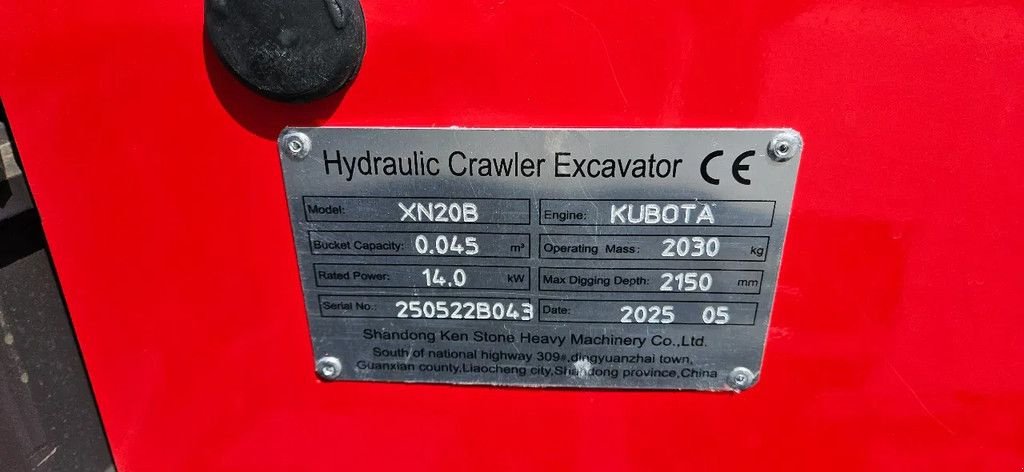 Hydraulic Crawler Excavator CE
Model: XN20B Engine: KUBOTA
Bucket Capacity: 0.045 m³ Operating Mass: 2030 kg
Rated Power: 14.0 kW Max Digging Depth: 2150 mm
Serial No.: 250522B043 Date: 2025 05
Shandong Ken Stone Heavy Machinery Co.,Ltd.
South of national highway 309#,dingyuanzhai town,
Guanxian county,Liaocheng city,Shandong province,China